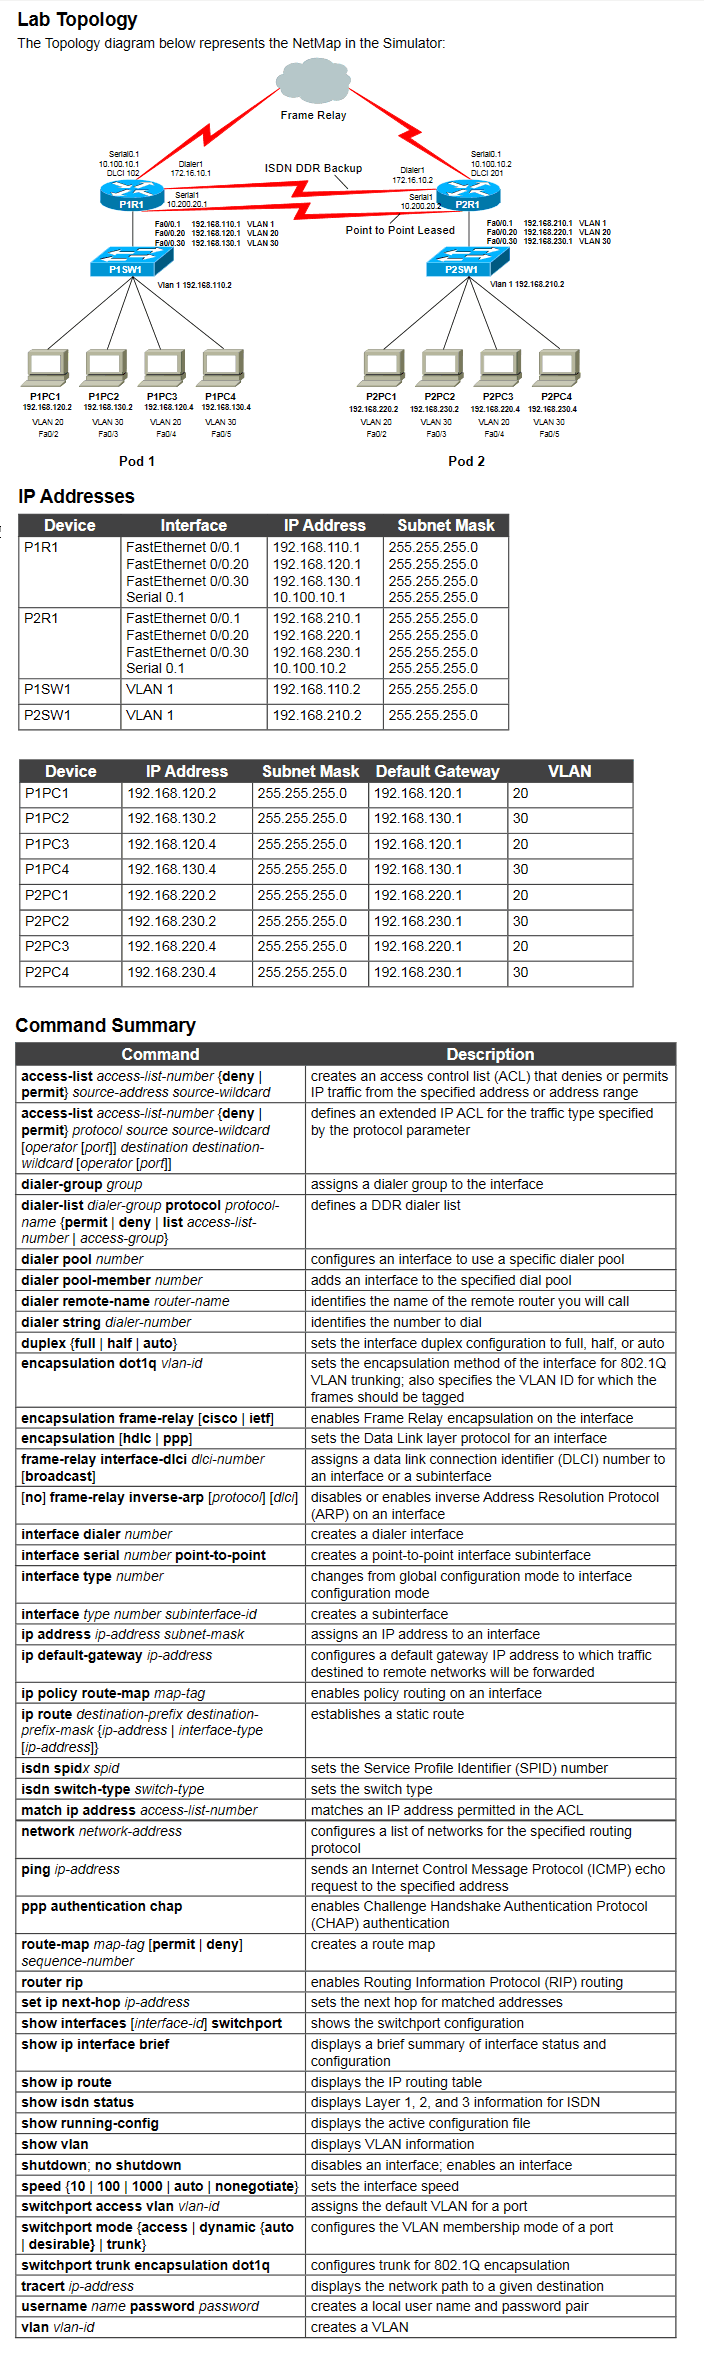 Lab Topology
The Topology diagram below represents the NetMap in the Simulator:
Frame Relay
Serial0.1
10.100.10.1
DLCI 102
Dialer1
172.16.10.1
ISDN DDR Backup
Dialer1
172.16.10.2
Serial0.1
10.100.10.2
DLCI 201
P1R1
Serial1
10.200.20.1
Serial1
10.200.20.2
P2R1
Point to Point Leased
Fa0/0.1 192.168.110.1 VLAN 1
Fa0/0.20 192.168.120.1 VLAN 20
Fa0/0.30 192.168.130.1 VLAN 30
Fa0/0.1 192.168.210.1 VLAN 1
Fa0/0.20 192.168.220.1 VLAN 20
Fa0/0.30 192.168.230.1 VLAN 30
P1SW1
Vlan 1 192.168.110.2
P2SW1
Vlan 1 192.168.210.2
P1PC1 P1PC2 P1PC3 P1PC4
192.168.120.2 192.168.130.2 192.168.120.4 192.168.130.4
VLAN 20 VLAN 30 VLAN 20 VLAN 30
Fa0/2 Fa0/3 Fa0/4 Fa0/5
P2PC1 P2PC2 P2PC3 P2PC4
192.168.220.2 192.168.230.2 192.168.220.4 192.168.230.4
VLAN 20 VLAN 30 VLAN 20 VLAN 30
Fa0/2 Fa0/3 Fa0/4 Fa0/5
Pod 1
Pod 2
IP Addresses
Device Interface IP Address Subnet Mask
P1R1 FastEthernet 0/0.1 192.168.110.1 255.255.255.0
FastEthernet 0/0.20 192.168.120.1 255.255.255.0
FastEthernet 0/0.30 192.168.130.1 255.255.255.0
Serial 0.1 10.100.10.1 255.255.255.0
P2R1 FastEthernet 0/0.1 192.168.210.1 255.255.255.0
FastEthernet 0/0.20 192.168.220.1 255.255.255.0
FastEthernet 0/0.30 192.168.230.1 255.255.255.0
Serial 0.1 10.100.10.2 255.255.255.0
P1SW1 VLAN 1 192.168.110.2 255.255.255.0
P2SW1 VLAN 1 192.168.210.2 255.255.255.0
Device IP Address Subnet Mask Default Gateway VLAN
P1PC1 192.168.120.2 255.255.255.0 192.168.120.1 20
P1PC2 192.168.130.2 255.255.255.0 192.168.130.1 30
P1PC3 192.168.120.4 255.255.255.0 192.168.120.1 20
P1PC4 192.168.130.4 255.255.255.0 192.168.130.1 30
P2PC1 192.168.220.2 255.255.255.0 192.168.220.1 20
P2PC2 192.168.230.2 255.255.255.0 192.168.230.1 30
P2PC3 192.168.220.4 255.255.255.0 192.168.220.1 20
P2PC4 192.168.230.4 255.255.255.0 192.168.230.1 30
Command Summary
Command Description
access-list access-list-number {deny | creates an access control list (ACL) that denies or permits
permit} source-address source-wildcard IP traffic from the specified address or address range
access-list access-list-number {deny | defines an extended IP ACL for the traffic type specified
permit} protocol source source-wildcard by the protocol parameter
[operator [port]] destination destination-
wildcard [operator [port]]
dialer-group group assigns a dialer group to the interface
dialer-list dialer-group protocol protocol- defines a DDR dialer list
name {permit | deny | list access-list-
number | access-group}
dialer pool number configures an interface to use a specific dialer pool
dialer pool-member number adds an interface to the specified dial pool
dialer remote-name router-name identifies the name of the remote router you will call
dialer string dialer-number identifies the number to dial
duplex {full | half | auto} sets the interface duplex configuration to full, half, or auto
encapsulation dot1q vlan-id sets the encapsulation method of the interface for 802.1Q
VLAN trunking; also specifies the VLAN ID for which the
frames should be tagged
encapsulation frame-relay [cisco | ietf] enables Frame Relay encapsulation on the interface
encapsulation [hdlc | ppp] sets the Data Link layer protocol for an interface
frame-relay interface-dlci dlci-number assigns a data link connection identifier (DLCI) number to
[broadcast] an interface or a subinterface
[no] frame-relay inverse-arp [protocol] [dlci] disables or enables inverse Address Resolution Protocol
(ARP) on an interface
interface dialer number creates a dialer interface
interface serial number point-to-point creates a point-to-point interface subinterface
interface type number changes from global configuration mode to interface
configuration mode
interface type number subinterface-id creates a subinterface
ip address ip-address subnet-mask assigns an IP address to an interface
ip default-gateway ip-address configures a default gateway IP address to which traffic
destined to remote networks will be forwarded
ip policy route-map map-tag enables policy routing on an interface
ip route destination-prefix destination- establishes a static route
prefix-mask {ip-address | interface-type
[ip-address]}
isdn spidx spid sets the Service Profile Identifier (SPID) number
isdn switch-type switch-type sets the switch type
match ip address access-list-number matches an IP address permitted in the ACL
network network-address configures a list of networks for the specified routing
protocol
ping ip-address sends an Internet Control Message Protocol (ICMP) echo
request to the specified address
ppp authentication chap enables Challenge Handshake Authentication Protocol
(CHAP) authentication
route-map map-tag [permit | deny] creates a route map
sequence-number
router rip enables Routing Information Protocol (RIP) routing
set ip next-hop ip-address sets the next hop for matched addresses
show interfaces [interface-id] switchport shows the switchport configuration
show ip interface brief displays a brief summary of interface status and
configuration
show ip route displays the IP routing table
show isdn status displays Layer 1, 2, and 3 information for ISDN
show running-config displays the active configuration file
show vlan displays VLAN information
shutdown; no shutdown disables an interface; enables an interface
speed {10 | 100 | 1000 | auto | nonegotiate} sets the interface speed
switchport access vlan vlan-id assigns the default VLAN for a port
switchport mode {access | dynamic {auto configures the VLAN membership mode of a port
| desirable} | trunk}
switchport trunk encapsulation dot1q configures trunk for 802.1Q encapsulation
tracert ip-address displays the network path to a given destination
username name password password creates a local user name and password pair
vlan vlan-id creates a VLAN